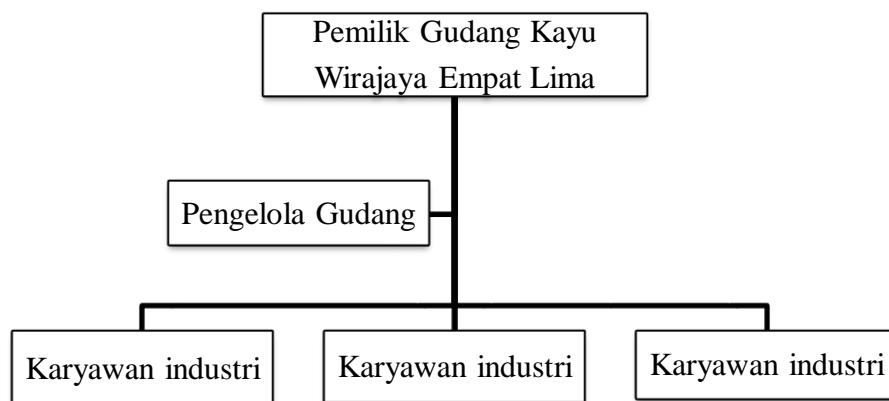 Pemilik Gudang Kayu
Wirajaya Empat Lima
Pengelola Gudang
Karyawan industri
Karyawan industri
Karyawan industri